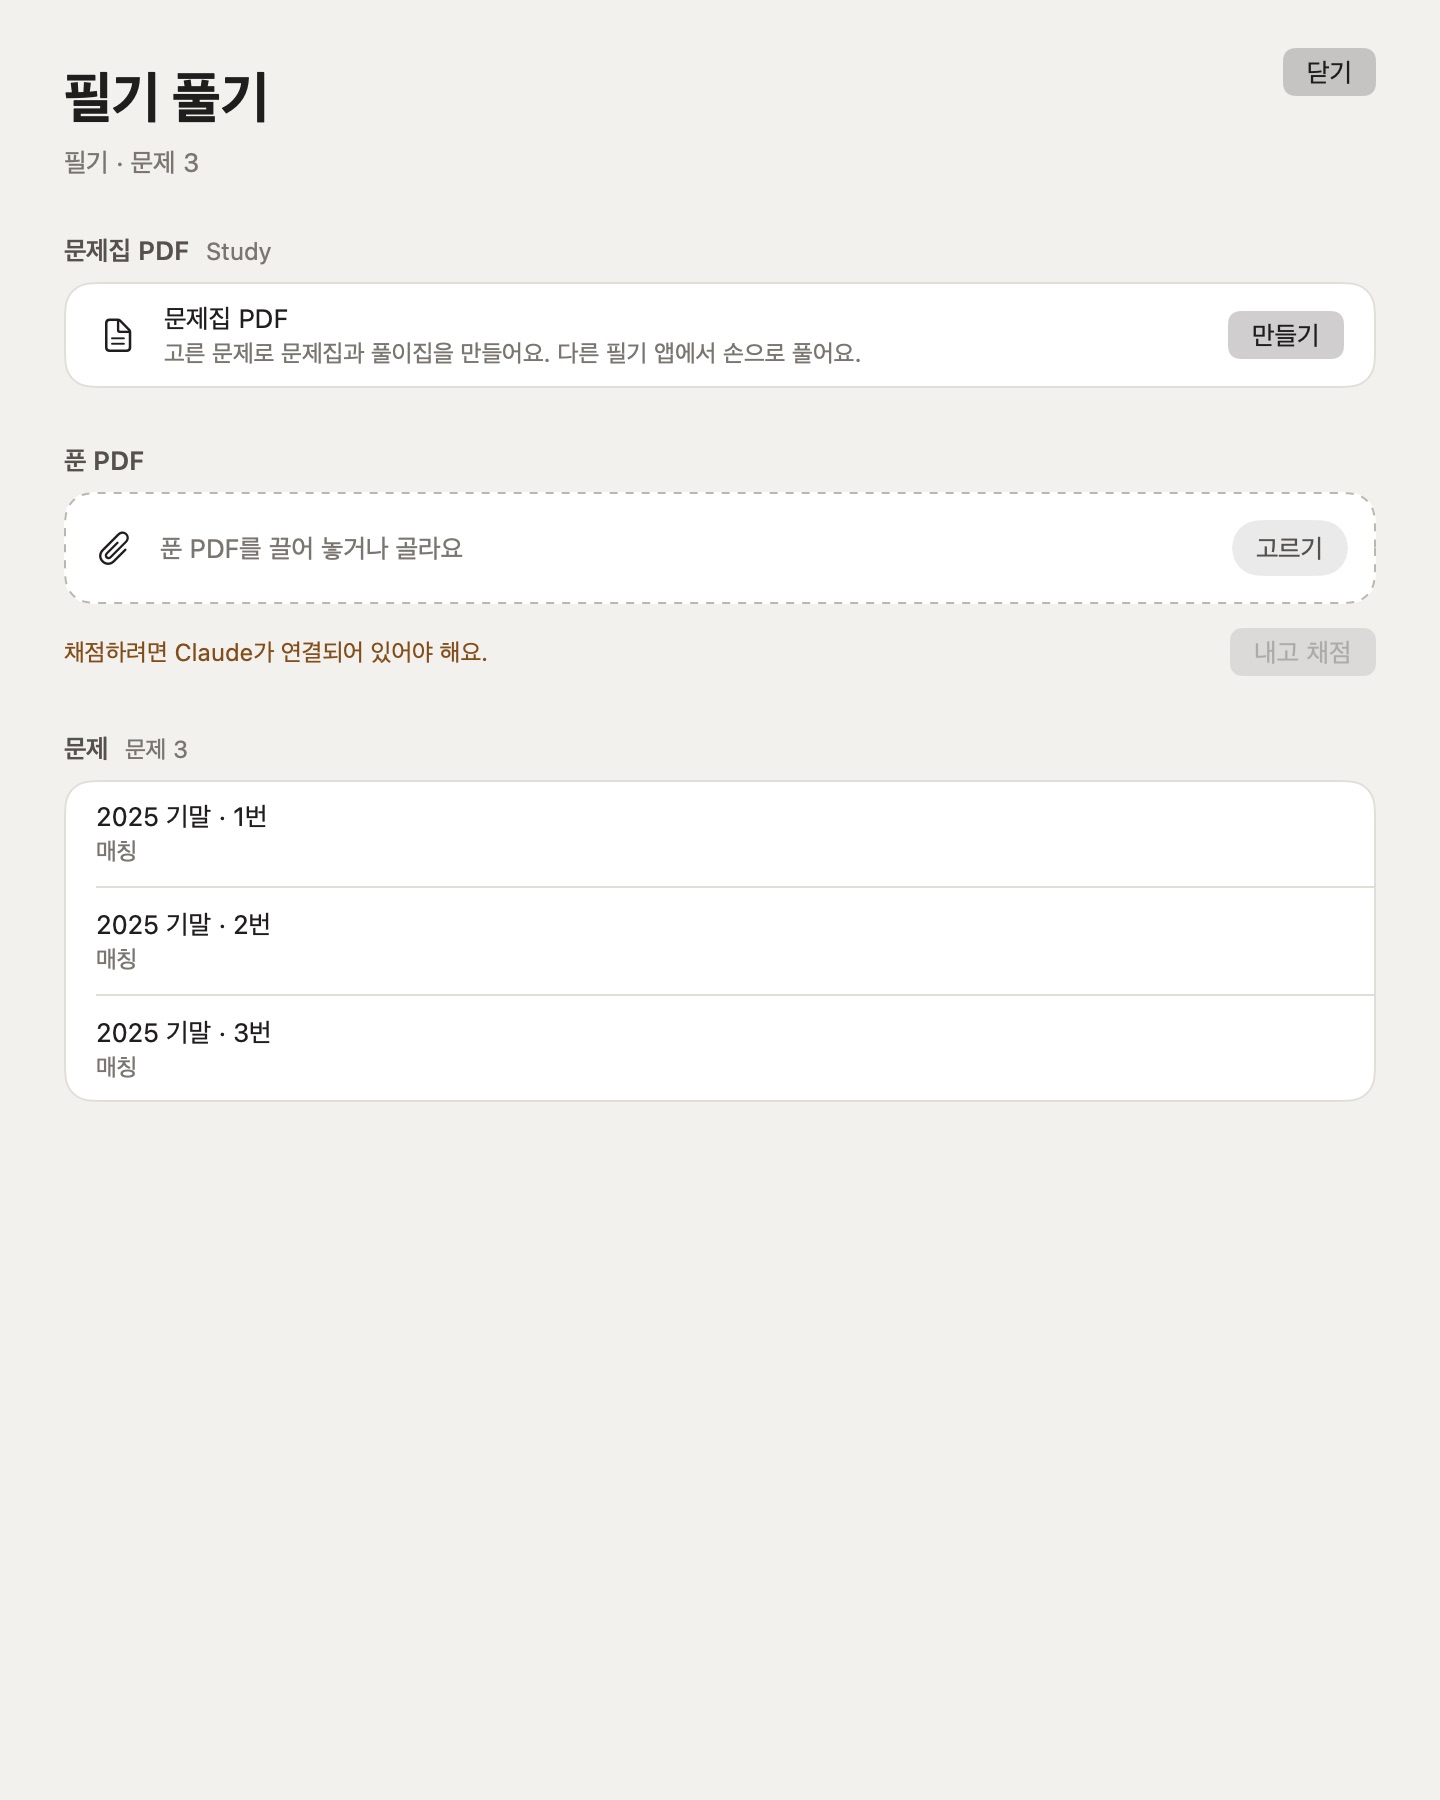 필기 풀기
닫기
필기 · 문제 3
문제집 PDF Study
문제집 PDF
고른 문제로 문제집과 풀이집을 만들어요. 다른 필기 앱에서 손으로 풀어요.
만들기
푼 PDF
푼 PDF를 끌어 놓거나 골라요
고르기
채점하려면 Claude가 연결되어 있어야 해요.
내고 채점
문제 문제 3
2025 기말 · 1번
매칭
2025 기말 · 2번
매칭
2025 기말 · 3번
매칭